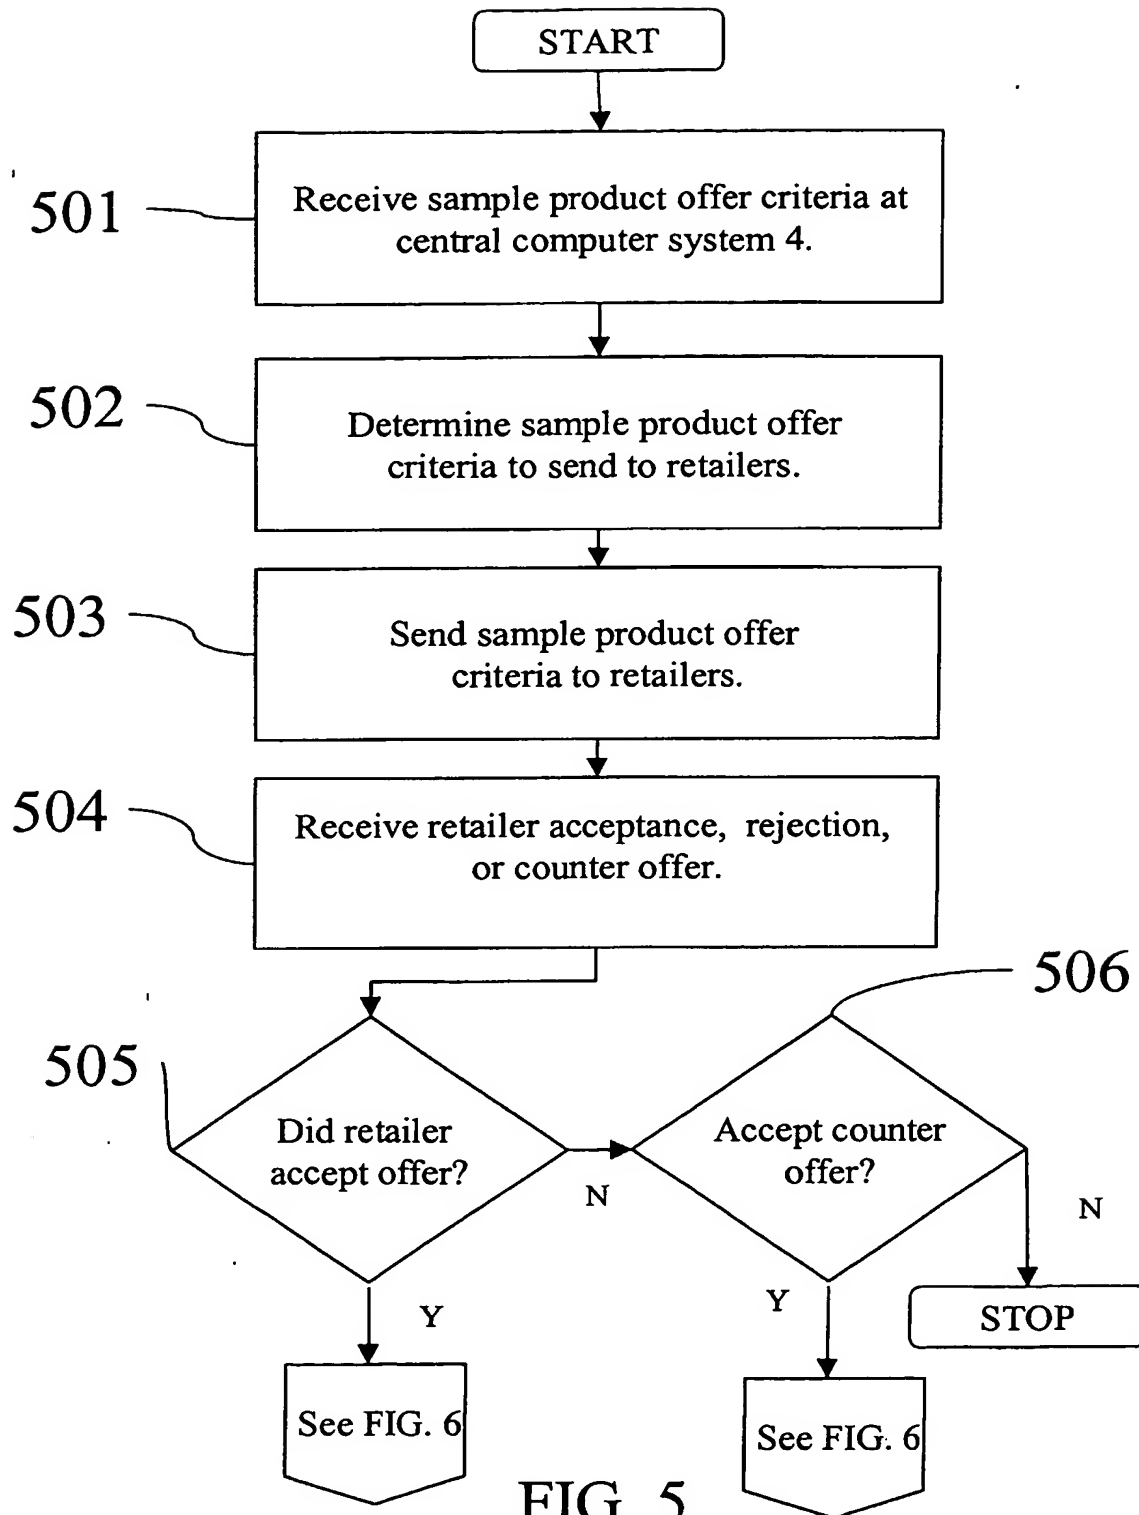 START
501
Receive sample product offer criteria at
central computer system 4.
502
Determine sample product offer
criteria to send to retailers.
503
Send sample product offer
criteria to retailers.
504
Receive retailer acceptance, rejection,
or counter offer.
506
505
Did retailer
accept offer?
N
Accept counter
offer?
N
Y
Y
STOP
See FIG. 6
See FIG. 6
FIG. 5